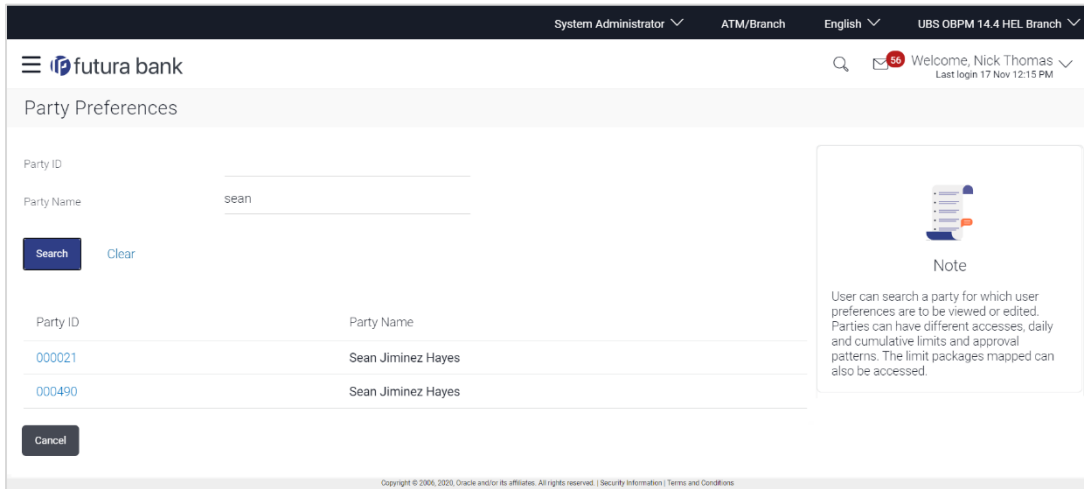 System Administrator ATM/Branch English UBS OBPM 14.4 HEL Branch
futura bank 56 Welcome, Nick Thomas
Last login 17 Nov 12:15 PM
Party Preferences
Party ID
Party Name sean
Search Clear
Party ID Party Name
000021 Sean Jiminez Hayes
000490 Sean Jiminez Hayes
Cancel
Note
User can search a party for which user
preferences are to be viewed or edited.
Parties can have different accesses, daily
and cumulative limits and approval
patterns. The limit packages mapped can
also be accessed.
Copyright © 2006, 2020, Oracle and/or its affiliates. All rights reserved. | Security Information | Terms and Conditions